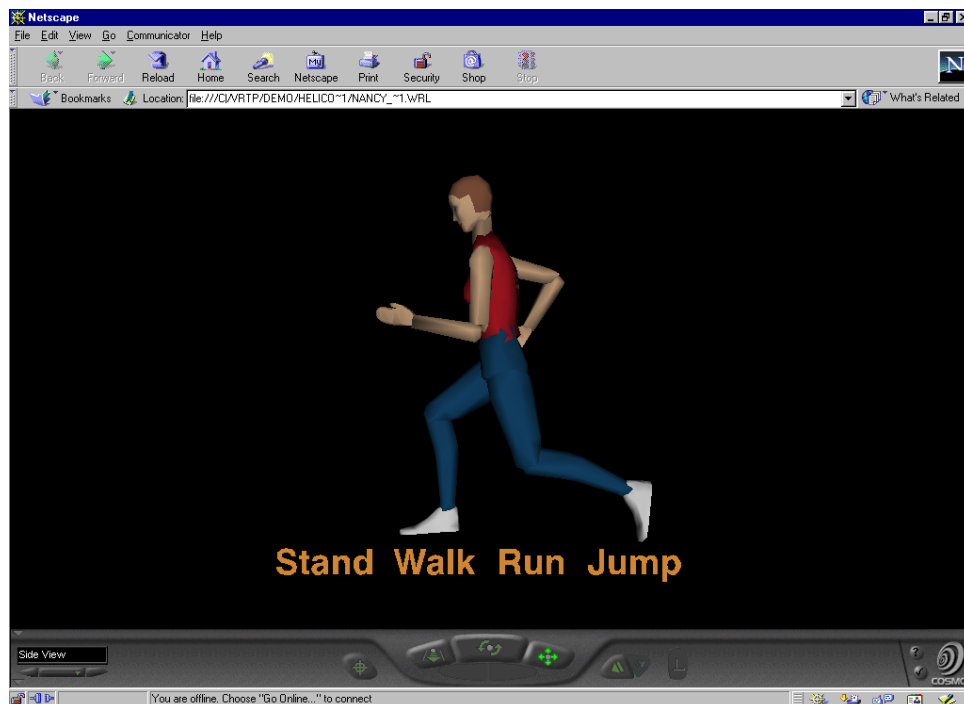 Netscape
File Edit View Go Communicator Help
My
Back Forward Reload Home Search Netscape Print Security Shop Stop
Bookmarks Location: file:///C|/VRTP/DEMO/HELICO~1/NANCY_~1.WRL What's Related
N
Stand Walk Run Jump
Side View
?
L
COSMO
You are offline. Choose "Go Online..." to connect